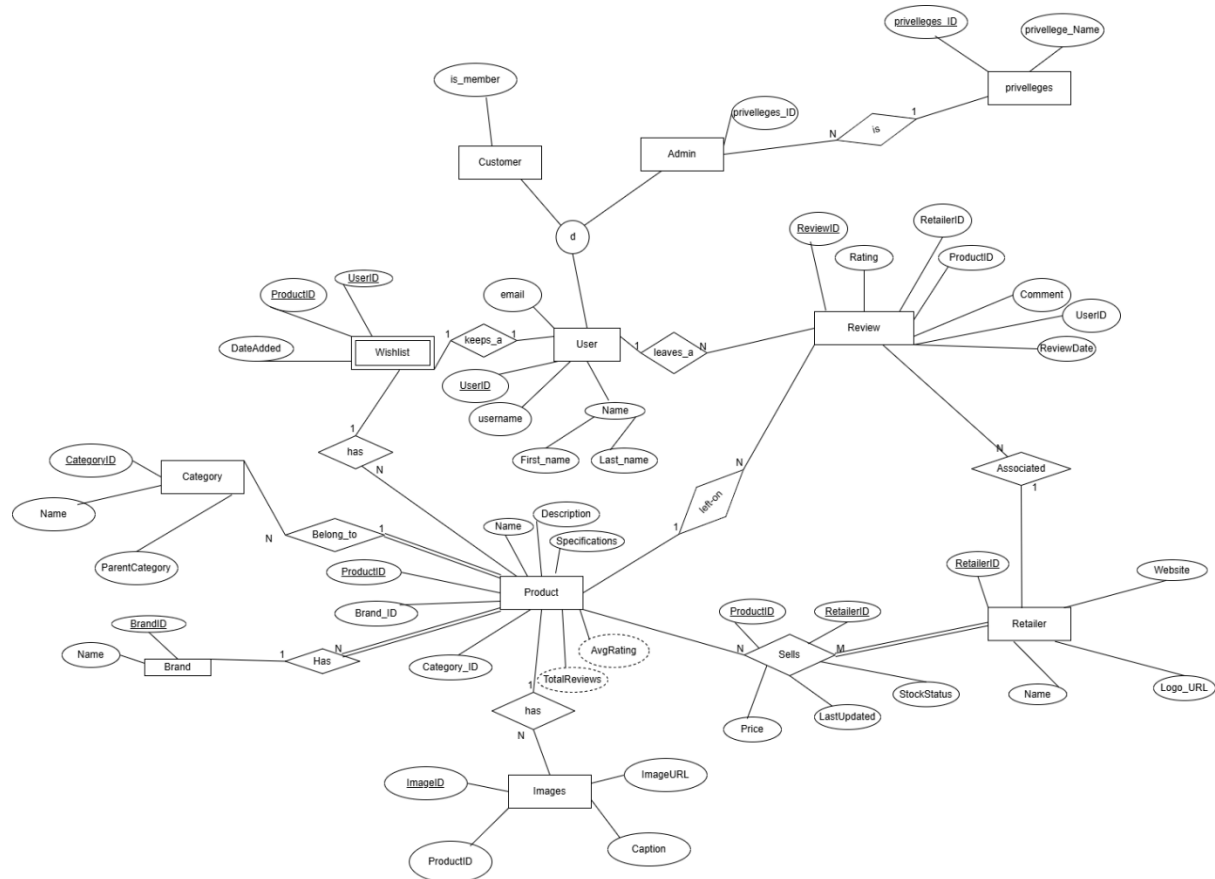 privelleges_ID
privellege_Name
is_member
privelleges
privelleges_ID
1
is
N
Admin
Customer
d
ReviewID
RetailerID
Rating
ProductID
UserID
ProductID
email
Comment
UserID
Review
ReviewDate
DateAdded
Wishlist
1
keeps_a
1
User
1
leaves_a
N
UserID
username
Name
First_name
Last_name
1
has
N
N
Associated
1
N
left-on
1
CategoryID
Category
Name
ParentCategory
N
Belong_to
1
Name
Description
Specifications
ProductID
Product
Brand_ID
Category_ID
TotalReviews
AvgRating
BrandID
Name
Brand
1
Has
N
ProductID
RetailerID
N
Sells
M
Price
LastUpdated
StockStatus
RetailerID
Website
Retailer
Name
Logo_URL
1
has
N
ImageID
ImageURL
Images
ProductID
Caption